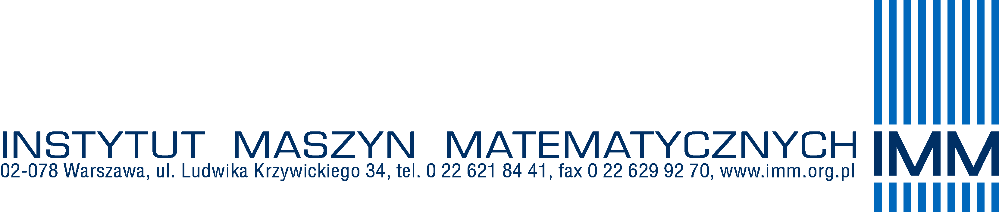 INSTYTUT MASZYN MATEMATYCZNYCH
02-078 Warszawa, ul. Ludwika Krzywickiego 34, tel. 0 22 621 84 41, fax 0 22 629 92 70, www.imm.org.pl
IMM